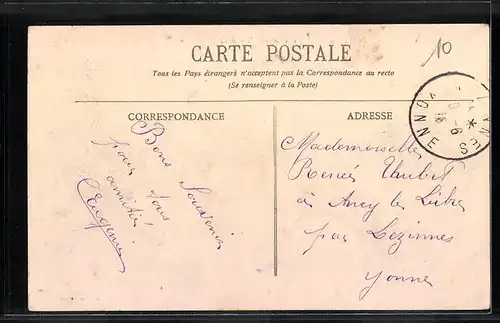 CARTE POSTALE
Tous les Pays étrangers n'acceptent pas la Correspondance au recto
(Se renseigner à la Poste)
CORRESPONDANCE
ADRESSE
10
Bons Souvenirs
tous
amitiés
Eugénie
Mademoiselle
Renée
à Ancy le Libre
par Lezinnes
Yonne
YONNE